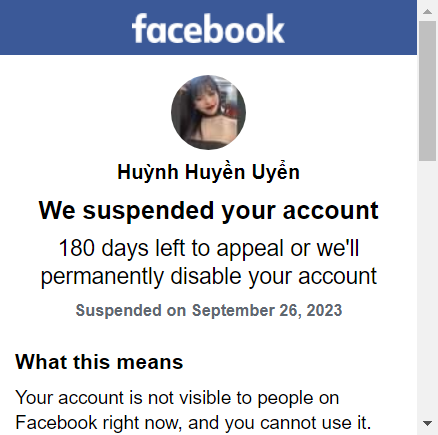 facebook
Huỳnh Huyền Uyển
We suspended your account
180 days left to appeal or we'll
permanently disable your account
Suspended on September 26, 2023
What this means
Your account is not visible to people on
Facebook right now, and you cannot use it.